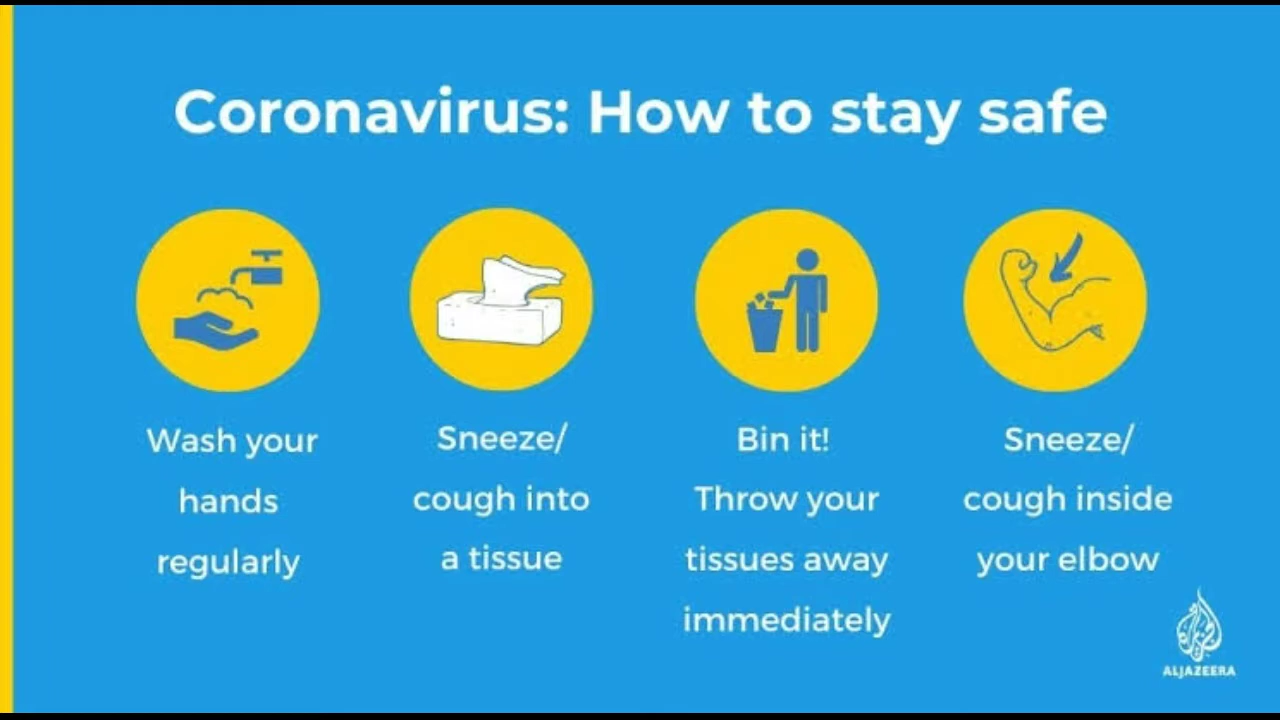 Coronavirus: How to stay safe
Wash your
hands
regularly
Sneeze/
cough into
a tissue
Bin it!
Throw your
tissues away
immediately
Sneeze/
cough inside
your elbow
ALJAZEERA